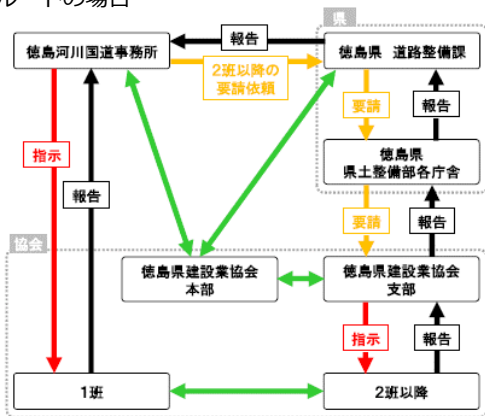 ルートの場合
県
徳島河川国道事務所
報告
徳島県 道路整備課
2班以降の
要請依頼
要請
報告
指示
徳島県
県土整備部各庁舎
報告
要請
報告
協会
徳島県建設業協会
本部
徳島県建設業協会
支部
指示
報告
1班
2班以降